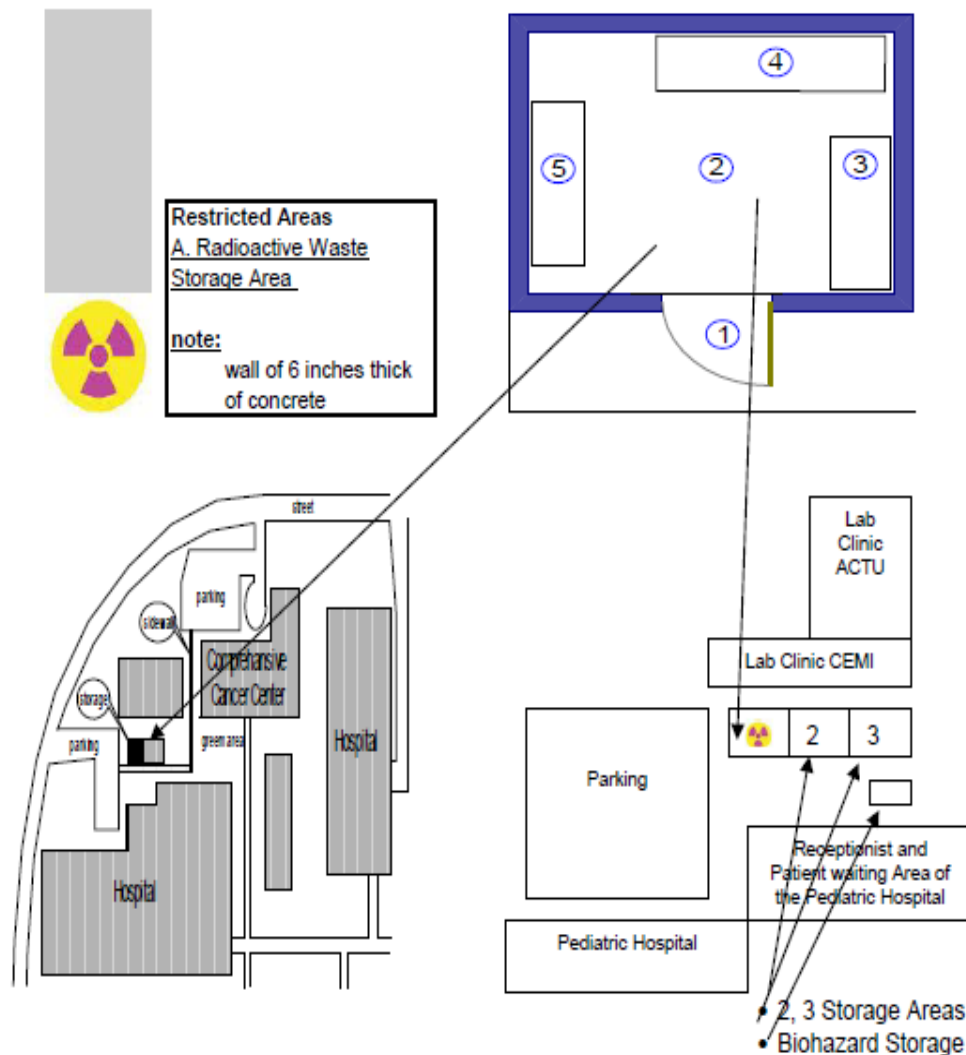 4
5
2
3
Restricted Areas
A. Radioactive Waste
Storage Area
note:
wall of 6 inches thick
of concrete
1
street
parking
sidewall
Comprehansive
Cancer Center
storage
parking
green area
Hospital
Hospital
Lab
Clinic
ACTU
Lab Clinic CEMI
2
3
Parking
Receptionist and
Patient waiting Area of
the Pediatric Hospital
Pediatric Hospital
• 2, 3 Storage Areas
• Biohazard Storage